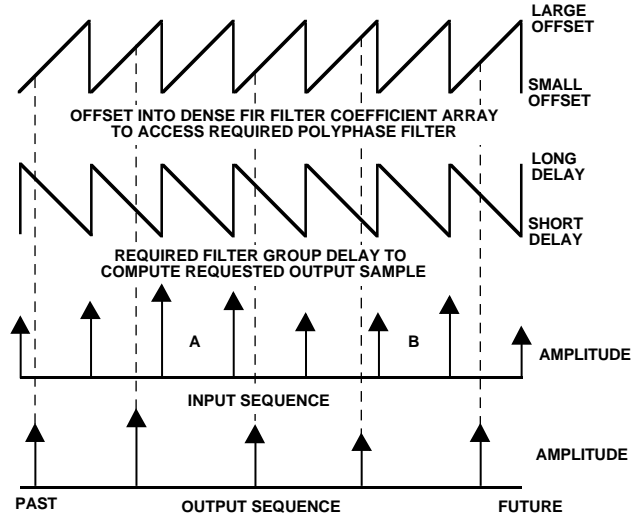 LARGE
OFFSET
SMALL
OFFSET
OFFSET INTO DENSE FIR FILTER COEFFICIENT ARRAY
TO ACCESS REQUIRED POLYPHASE FILTER
LONG
DELAY
SHORT
DELAY
REQUIRED FILTER GROUP DELAY TO
COMPUTE REQUESTED OUTPUT SAMPLE
A
B
AMPLITUDE
INPUT SEQUENCE
AMPLITUDE
PAST
OUTPUT SEQUENCE
FUTURE